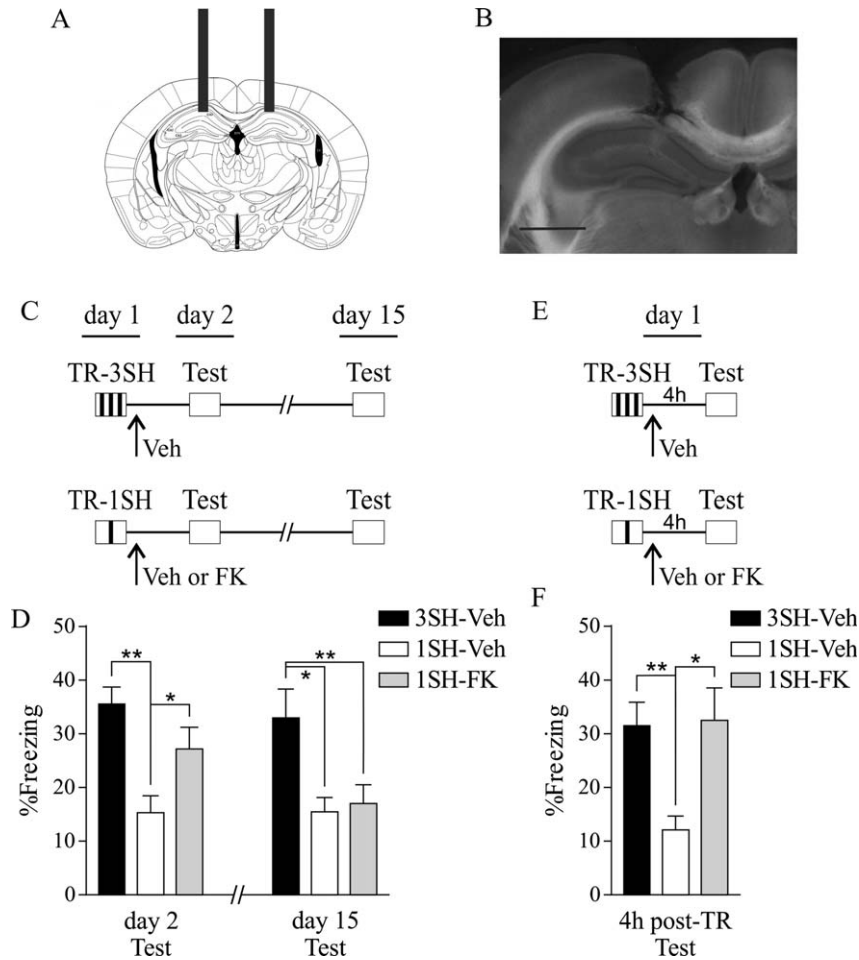 A
B
C
day 1
day 2
day 15
TR-3SH
Test
Test
Veh
TR-1SH
Test
Test
Veh or FK
E
day 1
TR-3SH
Test
4h
Veh
TR-1SH
Test
4h
Veh or FK
D
3SH-Veh
1SH-Veh
1SH-FK
%Freezing
50
40
30
20
10
0
**
*
**
*
day 2
Test
day 15
Test
F
3SH-Veh
1SH-Veh
1SH-FK
%Freezing
50
40
30
20
10
0
**
*
4h post-TR
Test